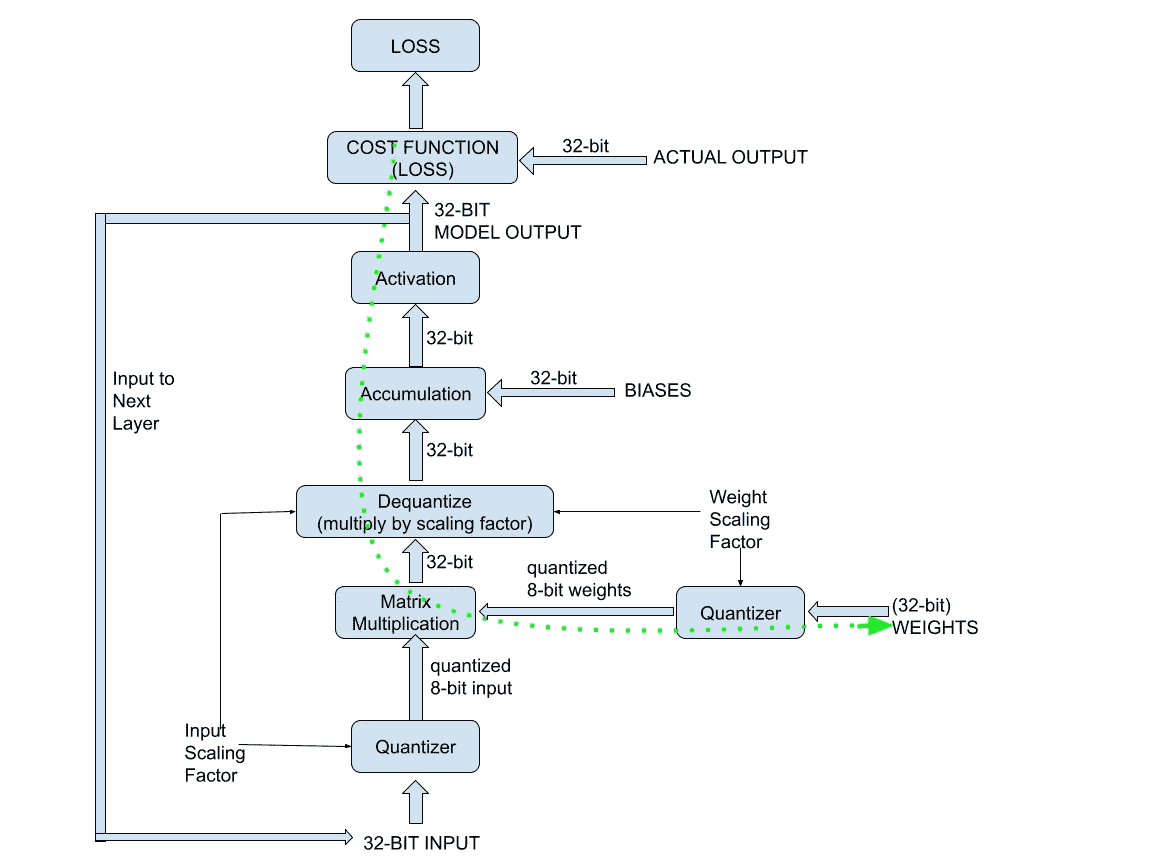 LOSS
COST FUNCTION
(LOSS)
32-bit
ACTUAL OUTPUT
32-BIT
MODEL OUTPUT
Activation
32-bit
Input to
Next
Layer
Accumulation
32-bit
BIASES
32-bit
Dequantize
(multiply by scaling factor)
Weight
Scaling
Factor
32-bit
quantized
8-bit weights
Matrix
Multiplication
Quantizer
(32-bit)
WEIGHTS
quantized
8-bit input
Input
Scaling
Factor
Quantizer
32-BIT INPUT